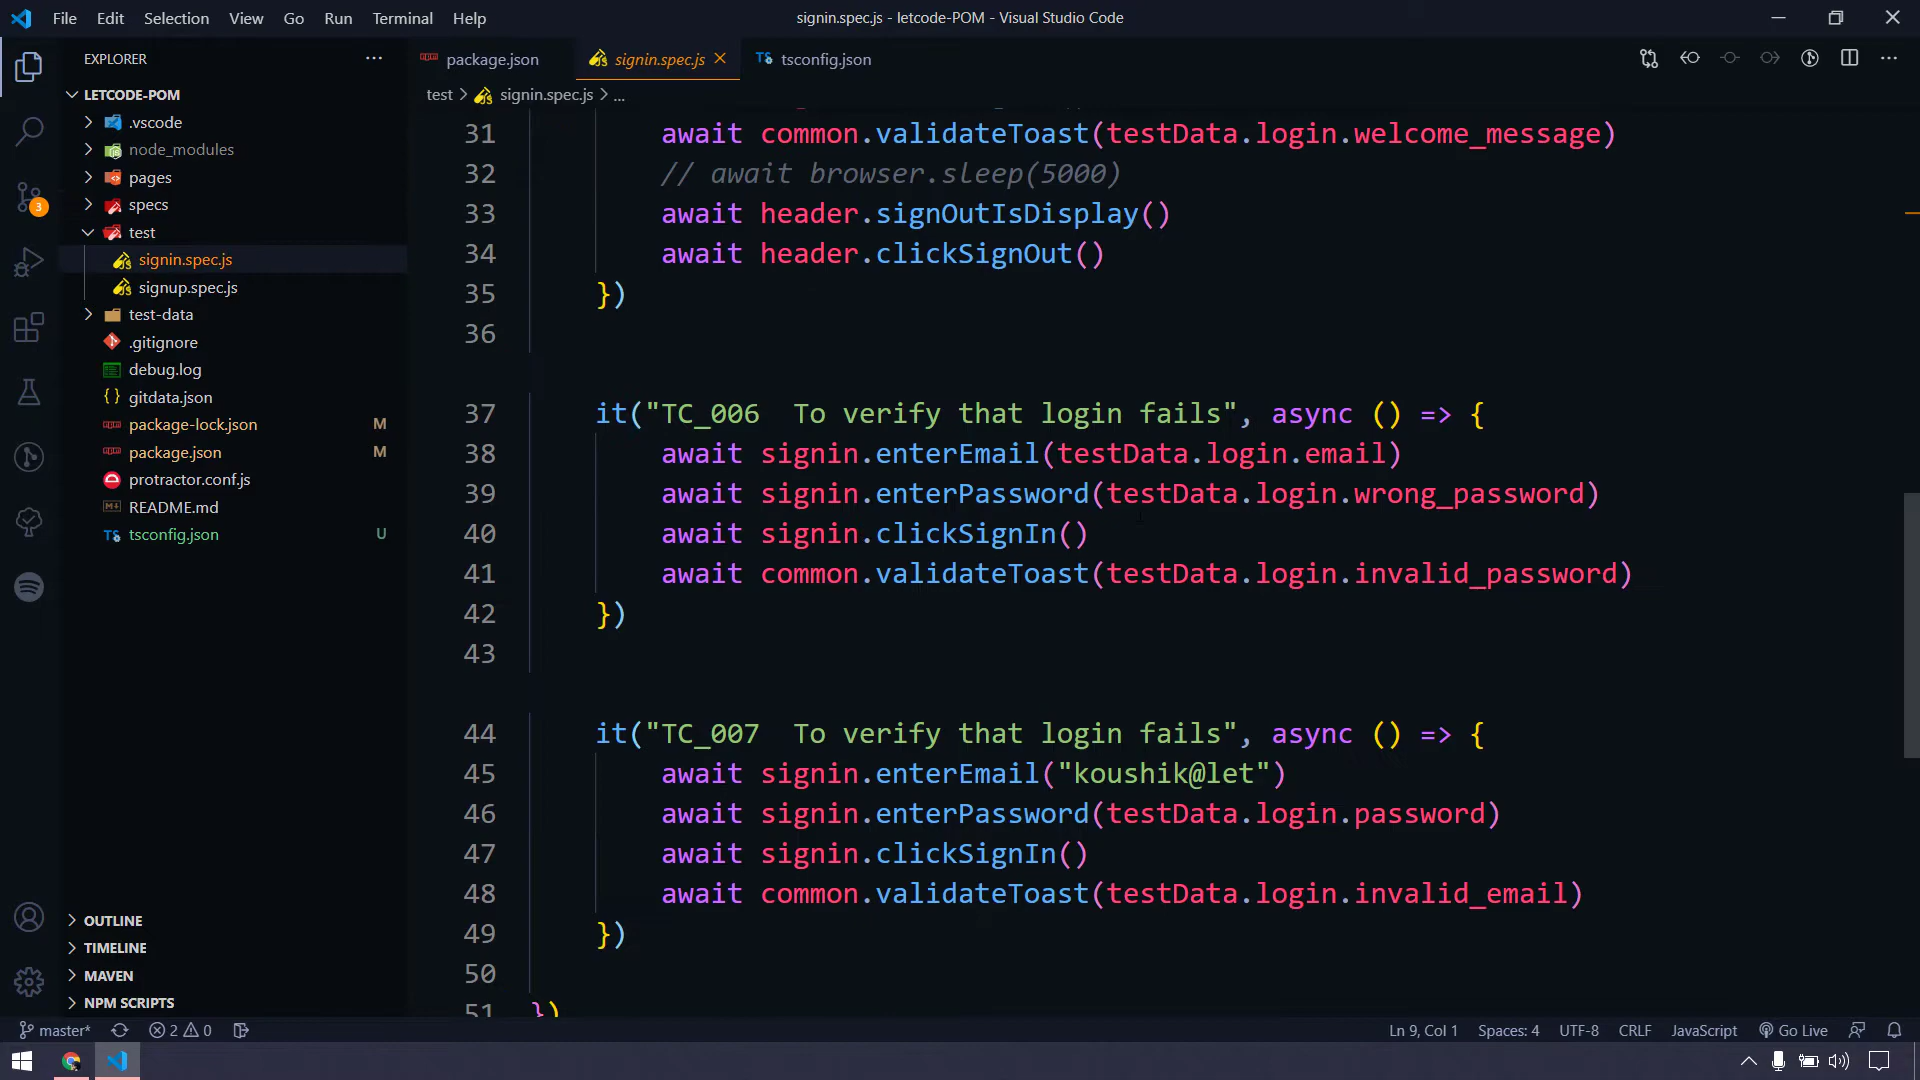 File Edit Selection View Go Run Terminal Help
signin.spec.js - letcode-POM - Visual Studio Code
EXPLORER
LETCODE-POM
.vscode
node_modules
pages
specs
test
signin.spec.js
signup.spec.js
test-data
.gitignore
debug.log
gitdata.json
package-lock.json M
package.json M
protractor.conf.js
README.md
tsconfig.json U
OUTLINE
TIMELINE
MAVEN
NPM SCRIPTS
3
package.json signin.spec.js tsconfig.json
test > signin.spec.js > ...
31 await common.validateToast(testData.login.welcome_message)
32 // await browser.sleep(5000)
33 await header.signOutIsDisplay()
34 await header.clickSignOut()
35 })
36
37 it("TC_006  To verify that login fails", async () => {
38 await signin.enterEmail(testData.login.email)
39 await signin.enterPassword(testData.login.wrong_password)
40 await signin.clickSignIn()
41 await common.validateToast(testData.login.invalid_password)
42 })
43
44 it("TC_007  To verify that login fails", async () => {
45 await signin.enterEmail("koushik@let")
46 await signin.enterPassword(testData.login.password)
47 await signin.clickSignIn()
48 await common.validateToast(testData.login.invalid_email)
49 })
50
51 })
master* 2 0 Ln 9, Col 1 Spaces: 4 UTF-8 CRLF JavaScript Go Live